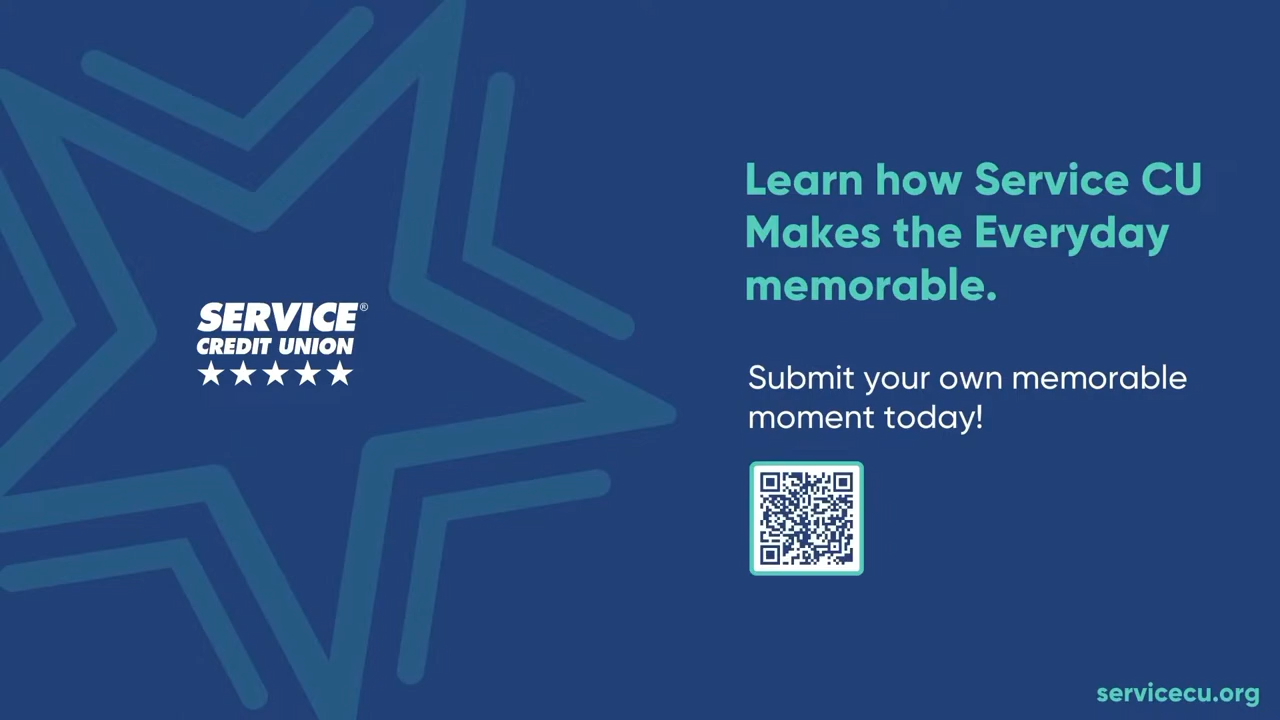 SERVICE®
CREDIT UNION
Learn how Service CU
Makes the Everyday
memorable.
Submit your own memorable
moment today!
servicecu.org